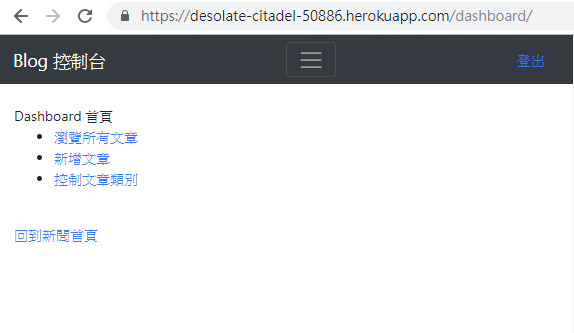 https://desolate-citadel-50886.herokuapp.com/dashboard/
Blog 控制台 登出
Dashboard 首頁
瀏覽所有文章
新增文章
控制文章類別
回到新聞首頁